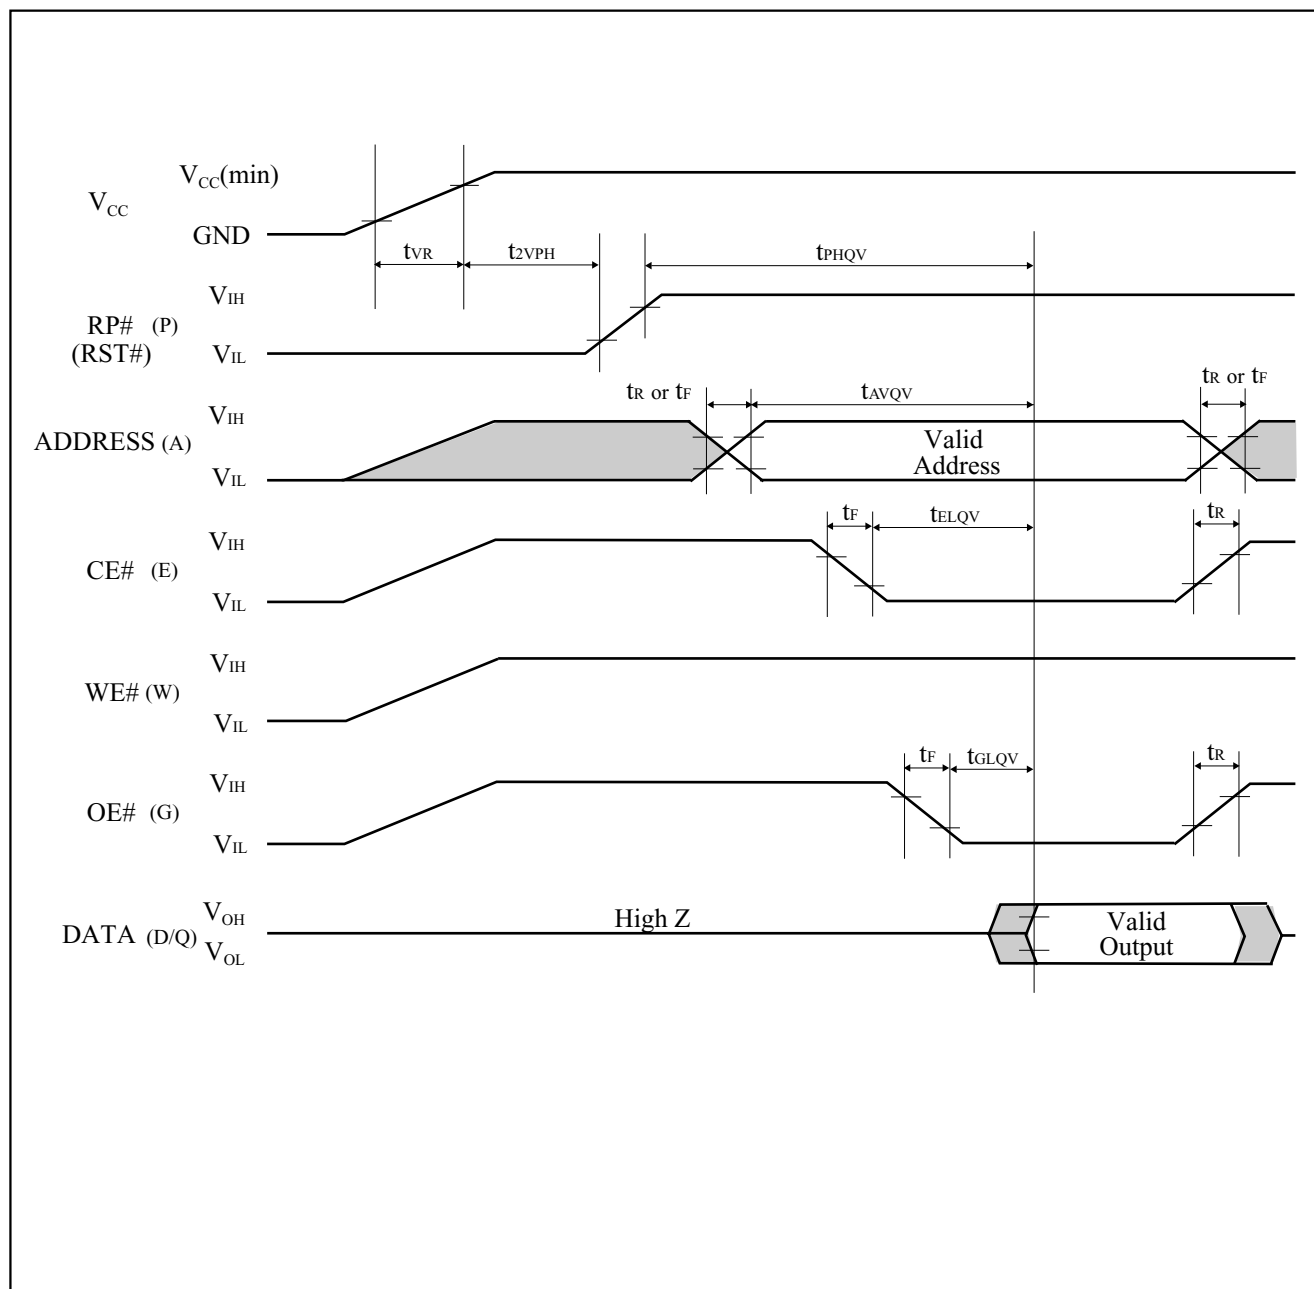 VCC(min)
VCC
GND
tVR
t2VPH
tPHQV
VIH
RP# (P)
(RST#)
VIL
tR or tF
tAVQV
tR or tF
VIH
ADDRESS (A)
Valid
Address
VIL
tF
tELQV
tR
VIH
CE# (E)
VIL
VIH
WE# (W)
VIL
tF
tGLQV
tR
VIH
OE# (G)
VIL
VOH
High Z
Valid
Output
DATA (D/Q)
VOL